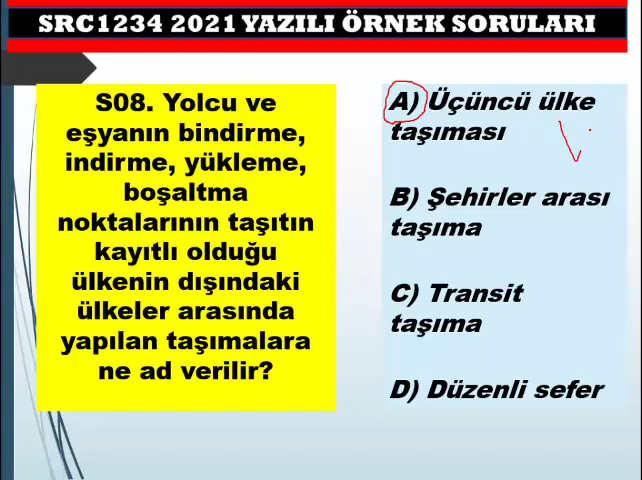 SRC1234 2021 YAZILI ÖRNEK SORULARI
S08. Yolcu ve
eşyanın bindirme,
indirme, yükleme,
boşaltma
noktalarının taşıtın
kayıtlı olduğu
ülkenin dışındaki
ülkeler arasında
yapılan taşımalara
ne ad verilir?
A) Üçüncü ülke
taşıması
B) Şehirler arası
taşıma
C) Transit
taşıma
D) Düzenli sefer